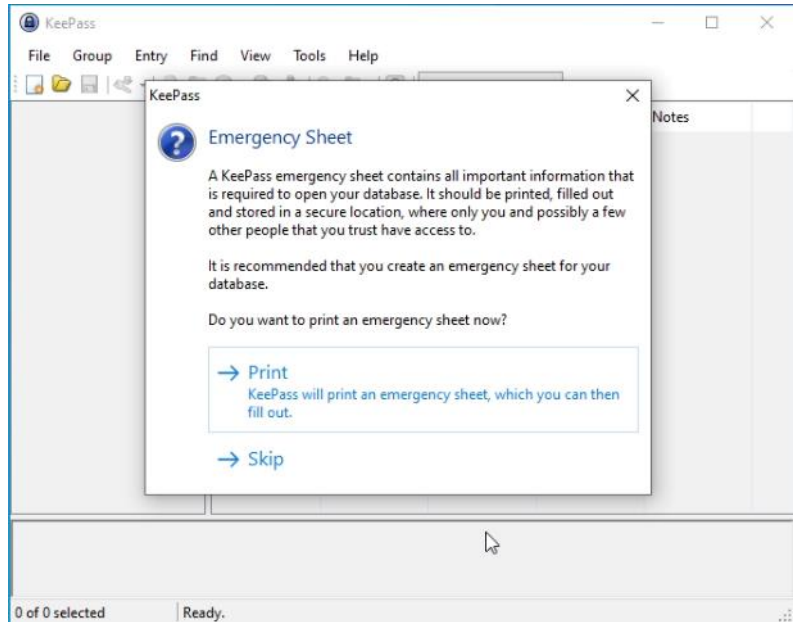 KeePass
File Group Entry Find View Tools Help
KeePass
Notes
Emergency Sheet
A KeePass emergency sheet contains all important information that
is required to open your database. It should be printed, filled out
and stored in a secure location, where only you and possibly a few
other people that you trust have access to.
It is recommended that you create an emergency sheet for your
database.
Do you want to print an emergency sheet now?
Print
KeePass will print an emergency sheet, which you can then
fill out.
Skip
0 of 0 selected Ready.